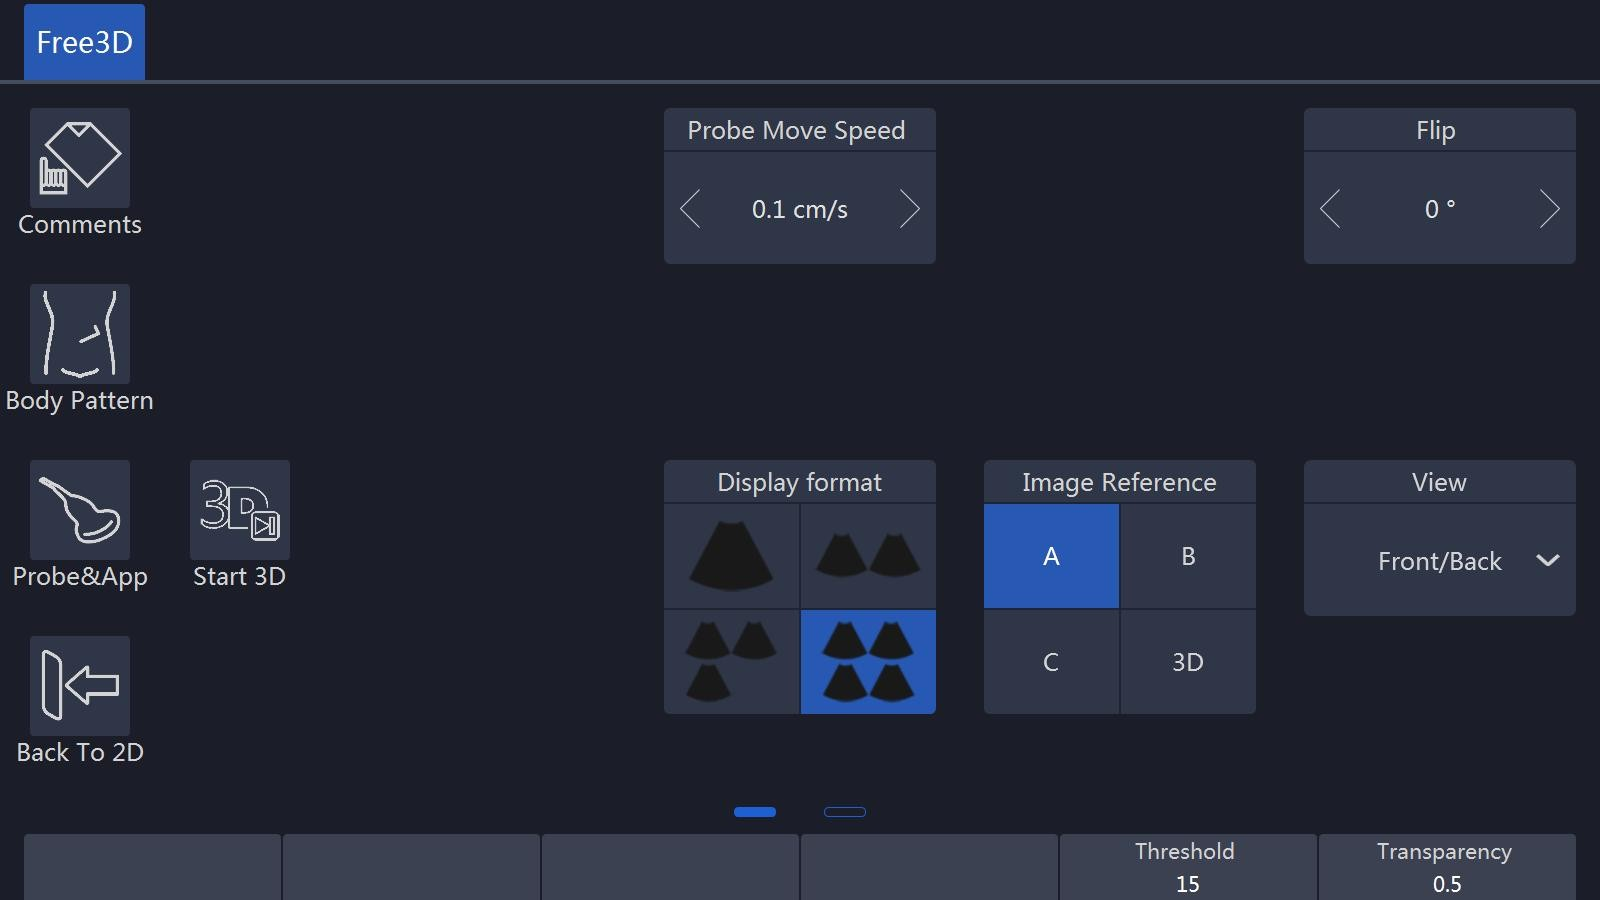 Free3D
Comments
Probe Move Speed
0.1 cm/s
Flip
0 °
Body Pattern
Probe&App
3D
Start 3D
Display format
Image Reference
A
B
C
3D
View
Front/Back
Back To 2D
Threshold
15
Transparency
0.5